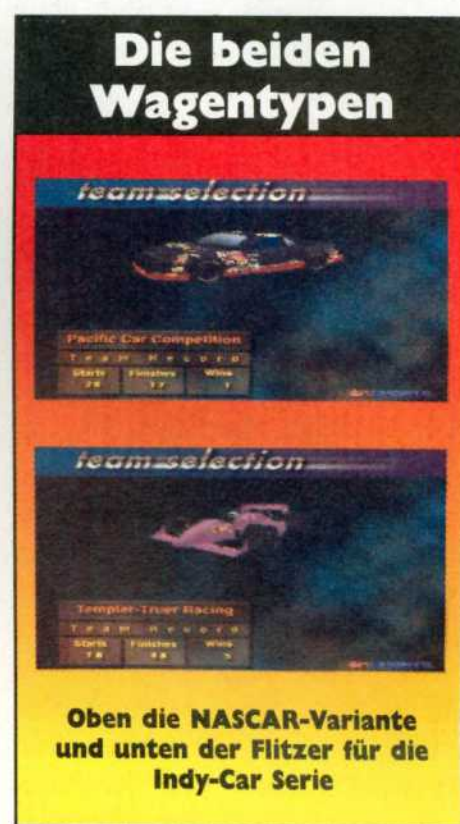 Die beiden
Wagentypen
team selection
Pacific Car Competition
Team Record
Starts Finishes Wins
team selection
Templer-Truer Racing
Team Record
Starts Finishes Wins
Oben die NASCAR-Variante
und unten der Flitzer für die
Indy-Car Serie